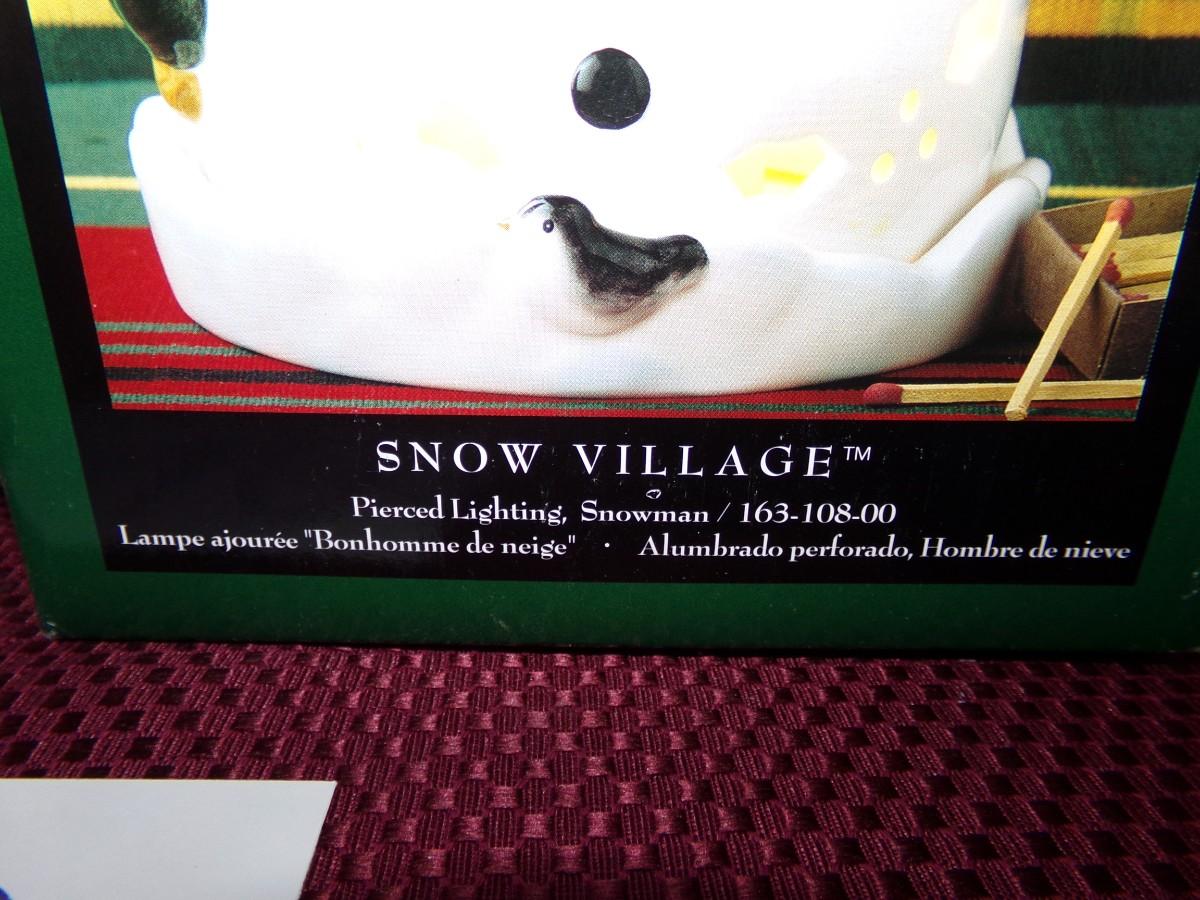 SNOW VILLAGE™
Pierced Lighting, Snowman / 163-108-00
Lampe ajourée "Bonhomme de neige" · Alumbrado perforado, Hombre de nieve